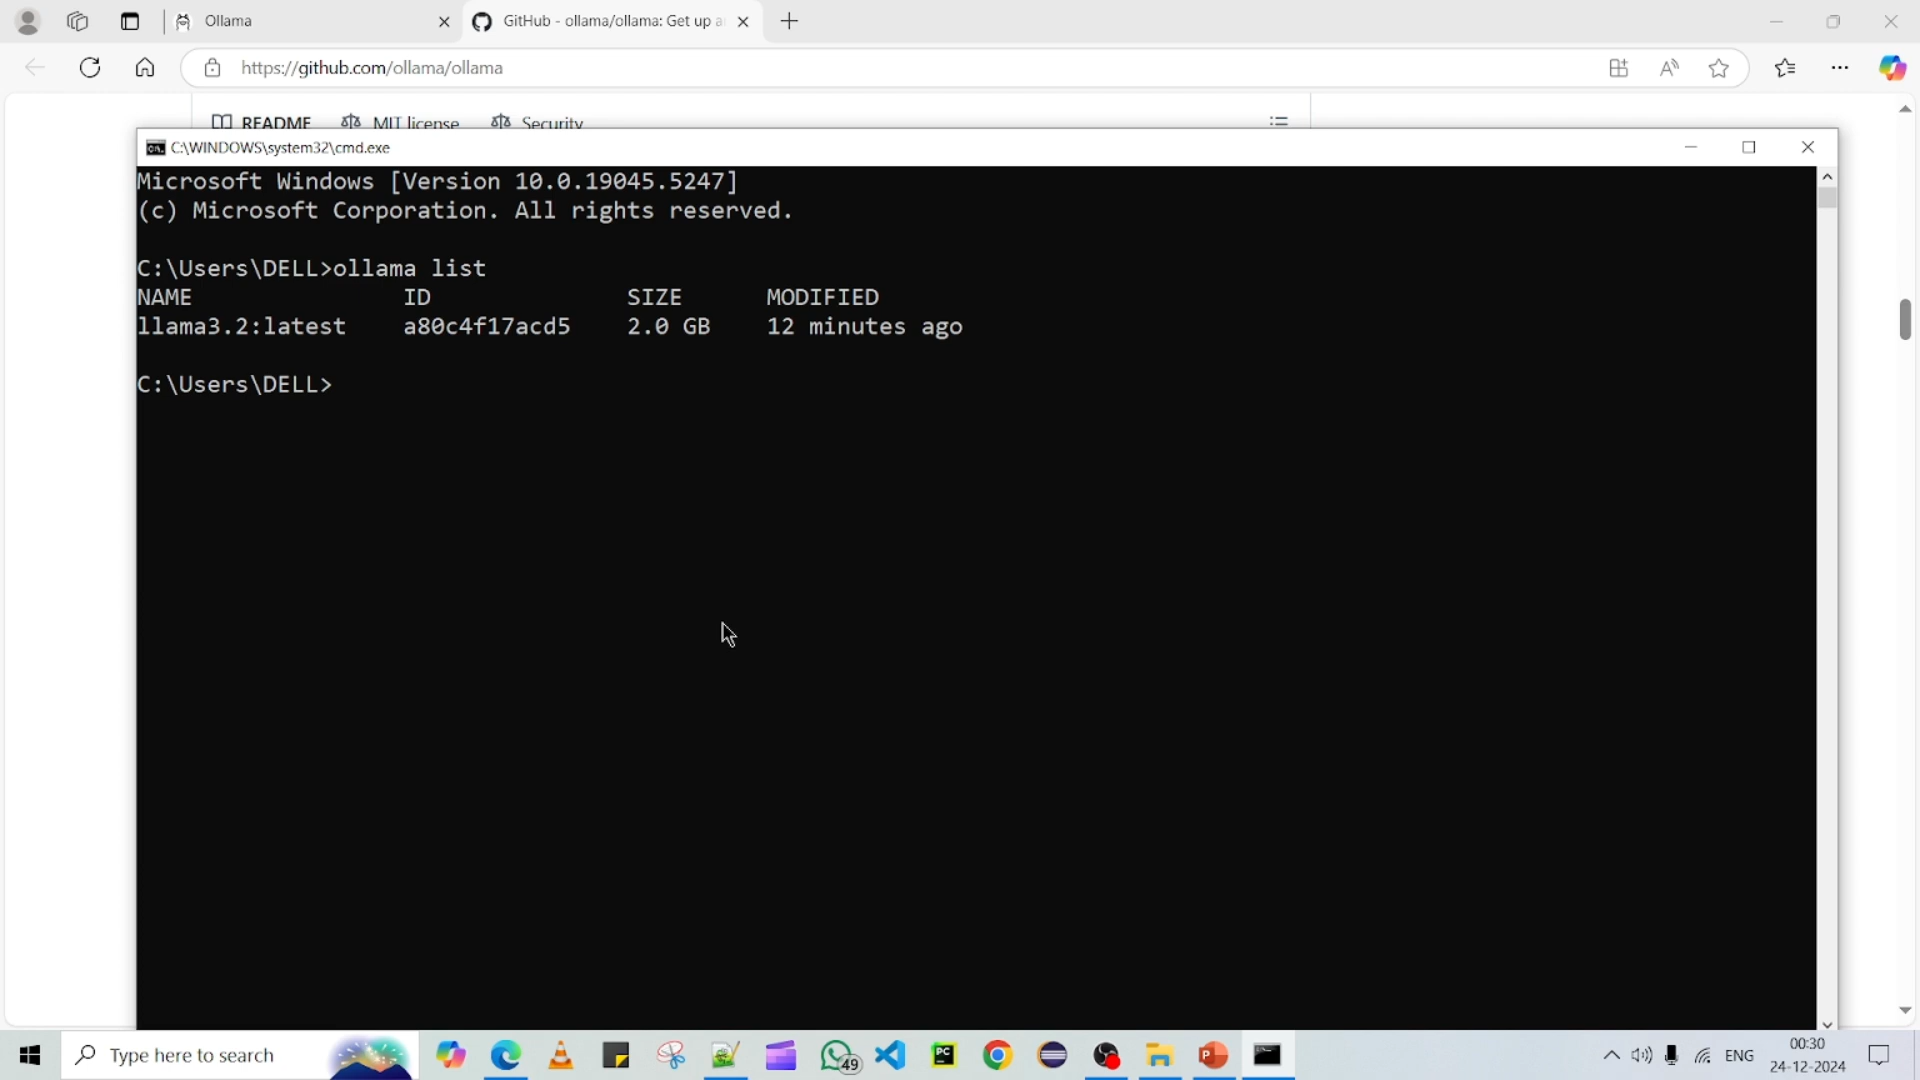 Ollama
GitHub - ollama/ollama: Get up a
https://github.com/ollama/ollama
README MIT license Security
C:\WINDOWS\system32\cmd.exe
Microsoft Windows [Version 10.0.19045.5247]
(c) Microsoft Corporation. All rights reserved.
C:\Users\DELL>ollama list
NAME ID SIZE MODIFIED
llama3.2:latest a80c4f17acd5 2.0 GB 12 minutes ago
C:\Users\DELL>
Type here to search
49
PC
ENG
00:30
24-12-2024